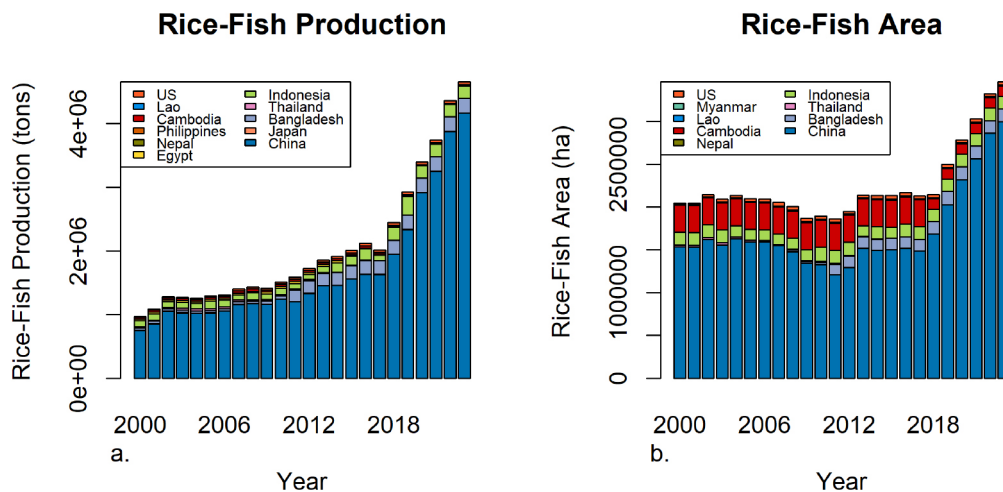 Rice-Fish Production
Rice-Fish Production (tons)
4e+06
2e+06
0e+00
US
Lao
Cambodia
Philippines
Nepal
Egypt
Indonesia
Thailand
Bangladesh
Japan
China
2000 2006 2012 2018
a.
Year
Rice-Fish Area
Rice-Fish Area (ha)
2500000
1000000
0
US
Myanmar
Lao
Cambodia
Nepal
Indonesia
Thailand
Bangladesh
China
2000 2006 2012 2018
b.
Year